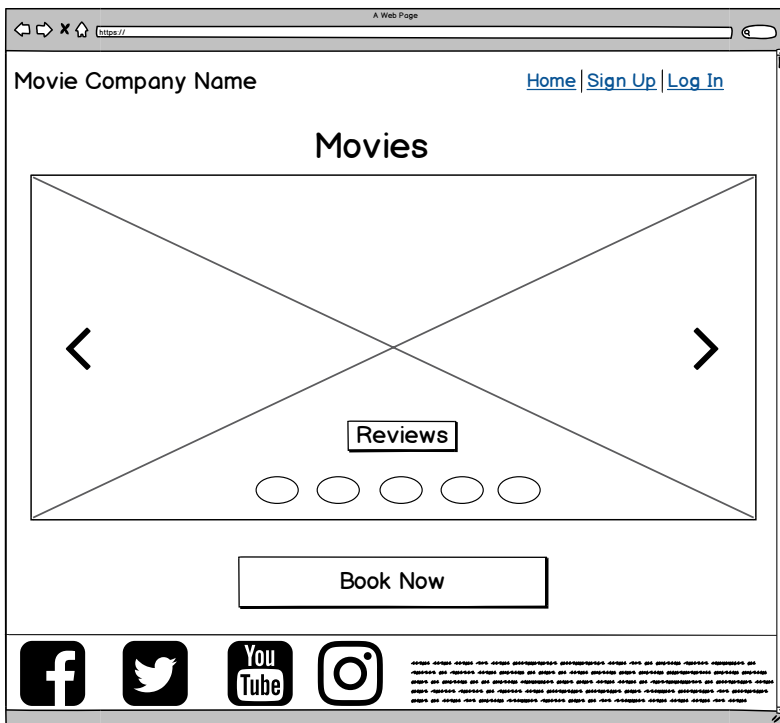 A Web Page
https://
Movie Company Name
Home Sign Up Log In
Movies
Reviews
Book Now
You
Tube